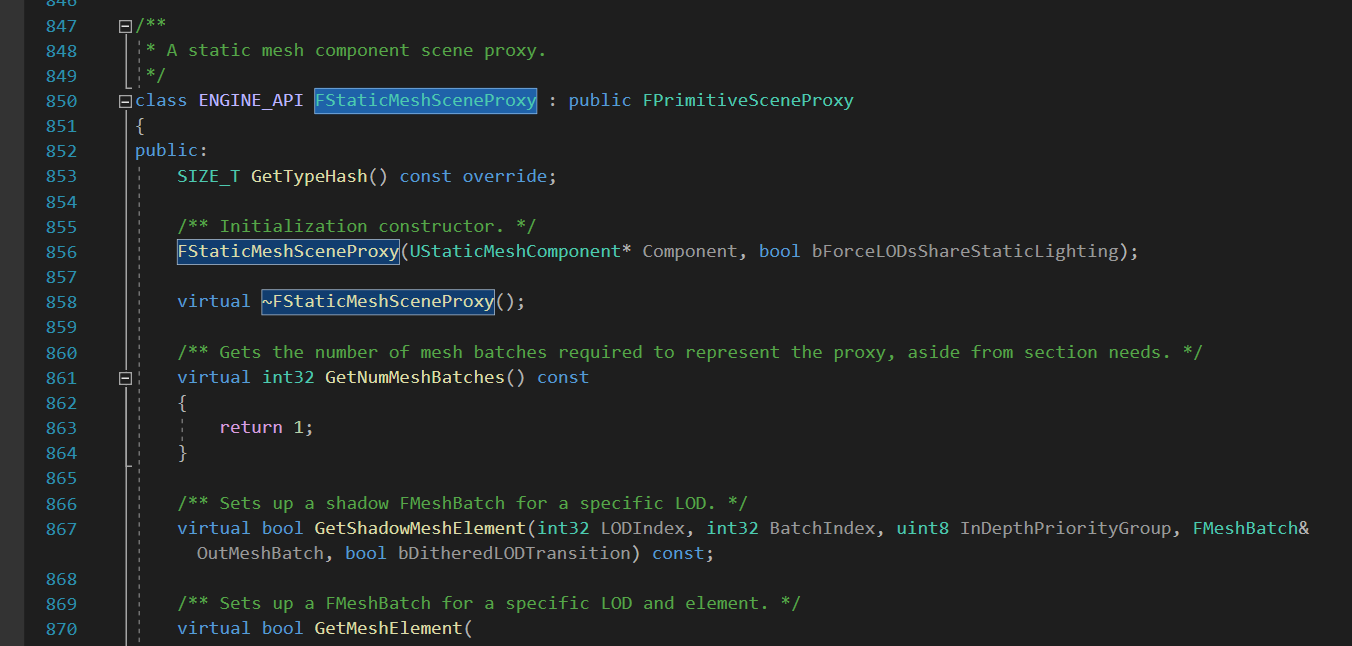 846
847 /**
848 * A static mesh component scene proxy.
849 */
850 class ENGINE_API FStaticMeshSceneProxy : public FPrimitiveSceneProxy
851 {
852 public:
853 SIZE_T GetTypeHash() const override;
854
855 /** Initialization constructor. */
856 FStaticMeshSceneProxy(UStaticMeshComponent* Component, bool bForceLODsShareStaticLighting);
857
858 virtual ~FStaticMeshSceneProxy();
859
860 /** Gets the number of mesh batches required to represent the proxy, aside from section needs. */
861 virtual int32 GetNumMeshBatches() const
862 {
863 return 1;
864 }
865
866 /** Sets up a shadow FMeshBatch for a specific LOD. */
867 virtual bool GetShadowMeshElement(int32 LODIndex, int32 BatchIndex, uint8 InDepthPriorityGroup, FMeshBatch&
OutMeshBatch, bool bDitheredLODTransition) const;
868
869 /** Sets up a FMeshBatch for a specific LOD and element. */
870 virtual bool GetMeshElement(